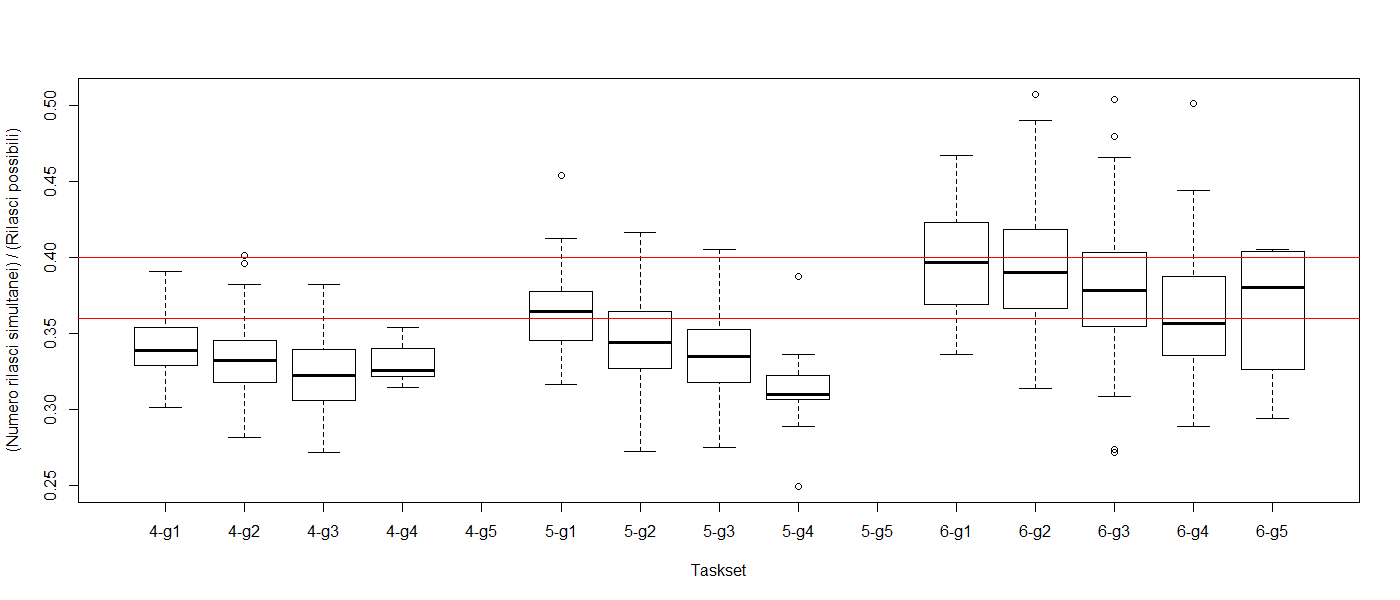 (Numero rilasci simultanei) / (Rilasci possibili)
0.50
0.45
0.40
0.35
0.30
0.25
4-g1 4-g2 4-g3 4-g4 4-g5 5-g1 5-g2 5-g3 5-g4 5-g5 6-g1 6-g2 6-g3 6-g4 6-g5
Taskset